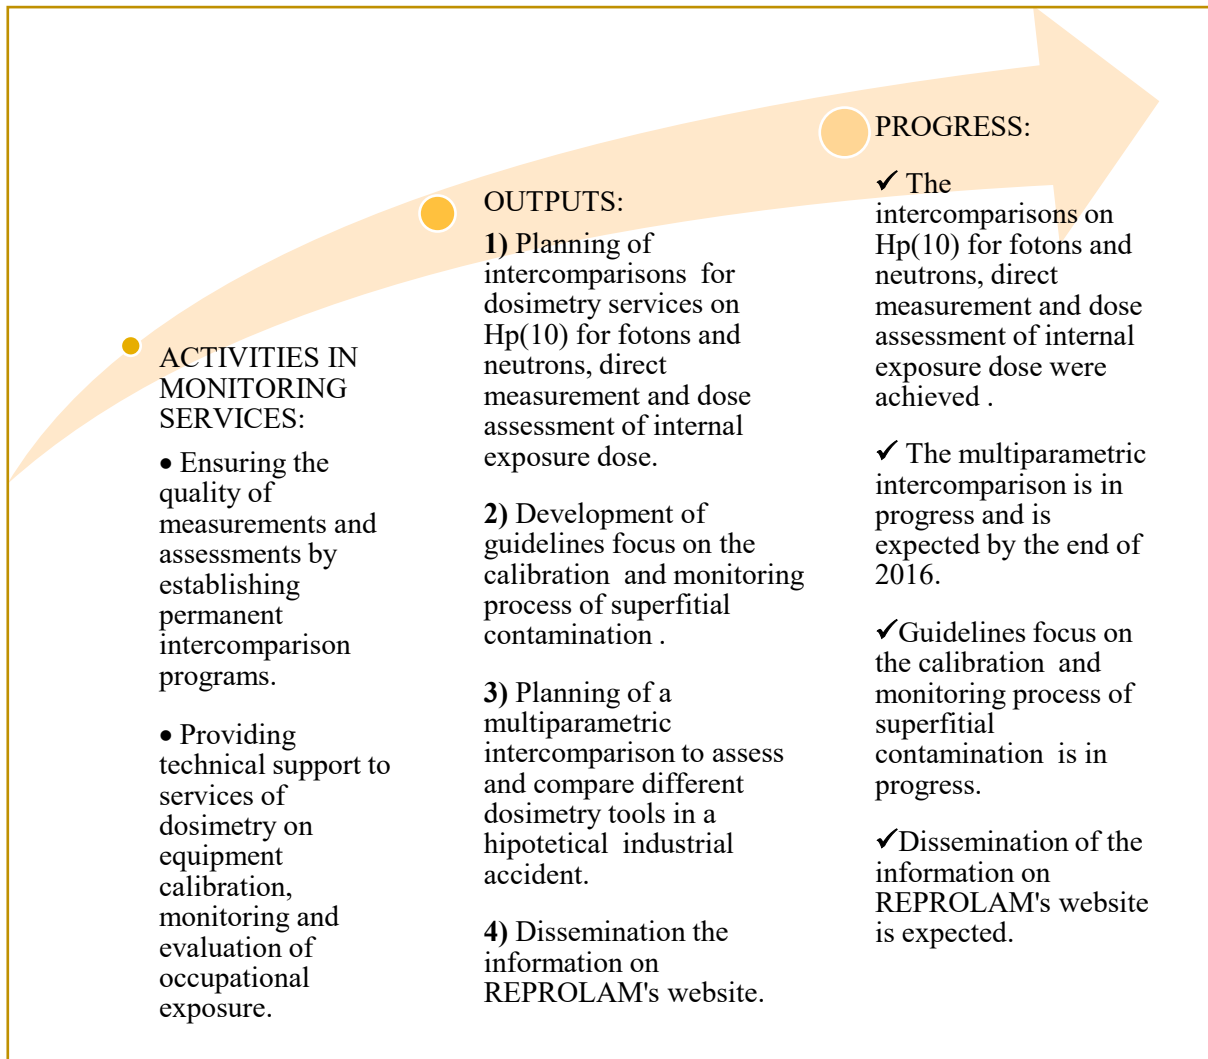 ACTIVITIES IN
MONITORING
SERVICES:
• Ensuring the
quality of
measurements and
assessments by
establishing
permanent
intercomparison
programs.
• Providing
technical support to
services of
dosimetry on
equipment
calibration,
monitoring and
evaluation of
occupational
exposure.
OUTPUTS:
1) Planning of
intercomparisons for
dosimetry services on
Hp(10) for fotons and
neutrons, direct
measurement and dose
assessment of internal
exposure dose.
2) Development of
guidelines focus on the
calibration and monitoring
process of superfitial
contamination .
3) Planning of a
multiparametric
intercomparison to assess
and compare different
dosimetry tools in a
hipotetical industrial
accident.
4) Dissemination the
information on
REPROLAM's website.
PROGRESS:
✓ The
intercomparisons on
Hp(10) for fotons and
neutrons, direct
measurement and dose
assessment of internal
exposure dose were
achieved .
✓ The multiparametric
intercomparison is in
progress and is
expected by the end of
2016.
✓Guidelines focus on
the calibration and
monitoring process of
superfitial
contamination is in
progress.
✓Dissemination of the
information on
REPROLAM's website
is expected.